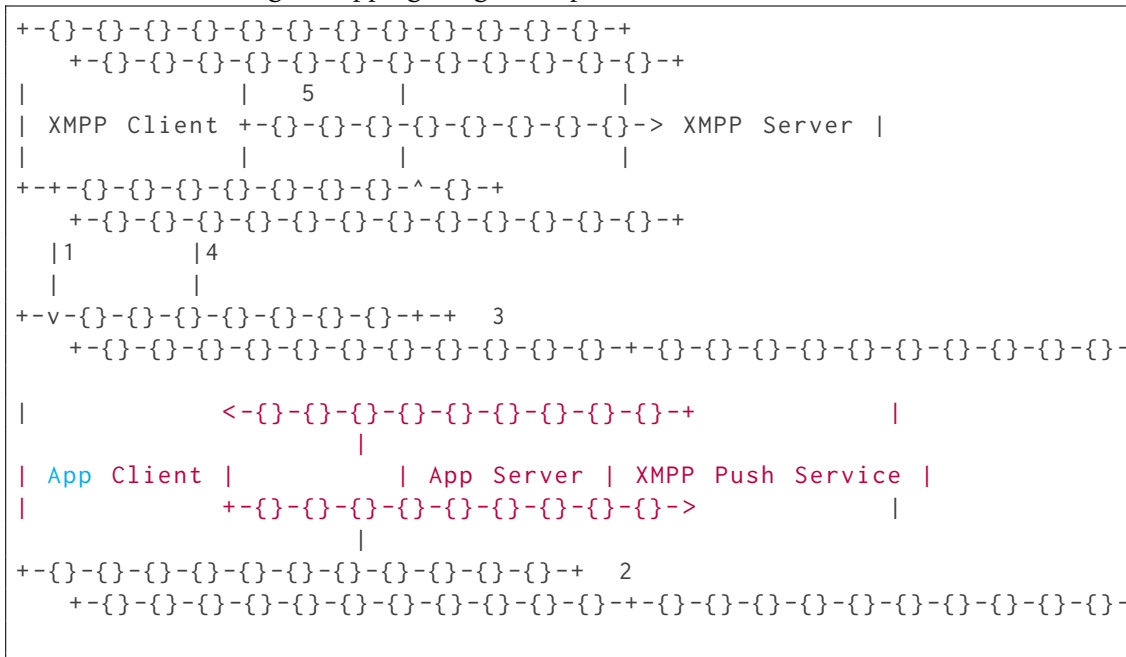 +-{}-{}-{}-{}-{}-{}-{}-{}-{}-{}-{}-{}-+
+-{}-{}-{}-{}-{}-{}-{}-{}-{}-{}-{}-{}-+
| | 5 | |
| XMPP Client +-{}-{}-{}-{}-{}-{}-{}-{}-> XMPP Server |
| | | |
+-+-{}-{}-{}-{}-{}-{}-{}-^-{}-+
+-{}-{}-{}-{}-{}-{}-{}-{}-{}-{}-{}-{}-+
|1 |4
| |
+-v-{}-{}-{}-{}-{}-{}-{}-+-+ 3
+-{}-{}-{}-{}-{}-{}-{}-{}-{}-{}-{}-+-{}-{}-{}-{}-{}-{}-{}-{}-{}-{}-
| <-{}-{}-{}-{}-{}-{}-{}-{}-{}-+ |
|
| App Client | | App Server | XMPP Push Service |
| +-{}-{}-{}-{}-{}-{}-{}-{}-{}-> |
|
+-{}-{}-{}-{}-{}-{}-{}-{}-{}-{}-{}-+ 2
+-{}-{}-{}-{}-{}-{}-{}-{}-{}-{}-{}-+-{}-{}-{}-{}-{}-{}-{}-{}-{}-{}-